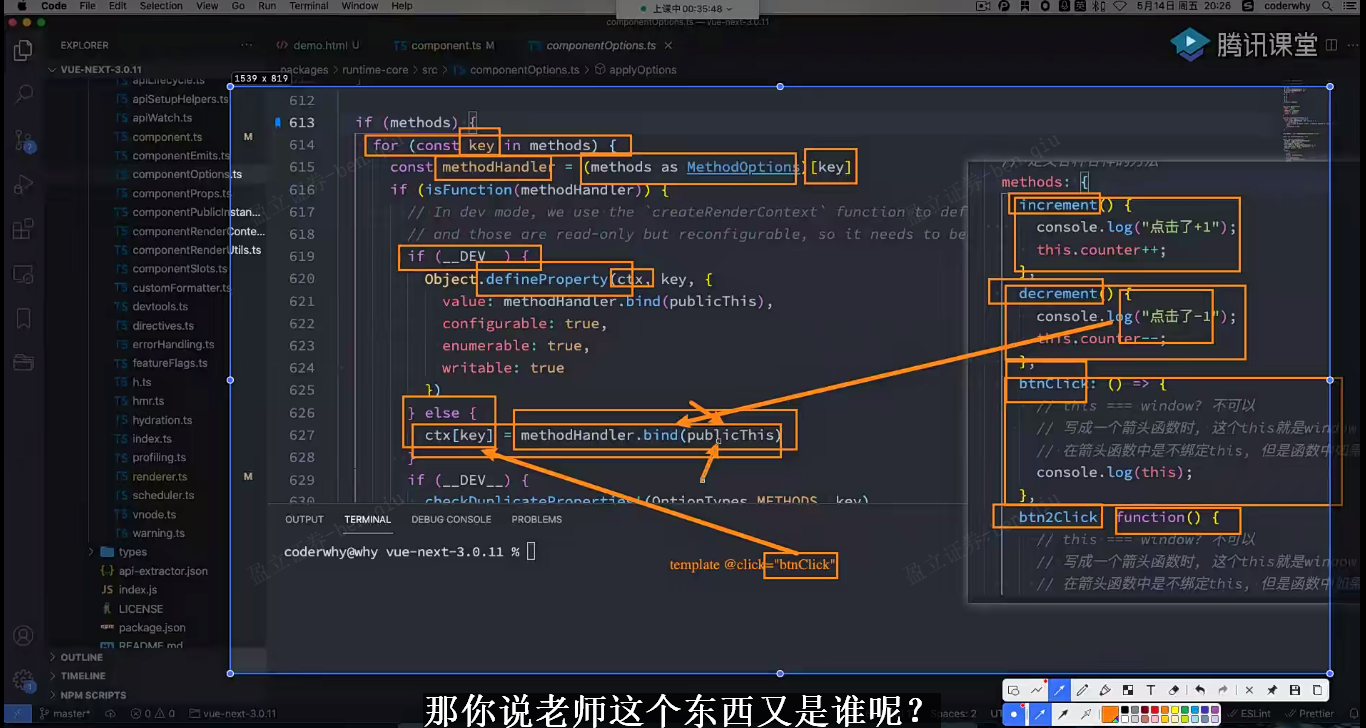 Code File Edit Selection View Go Run Terminal Window Help
上课中 00:35:48
5月14日 周五 20:26 coderwhy
componentOptions.ts — vue-next-3.0.11
EXPLORER
demo.html U component.ts M componentOptions.ts
腾讯课堂
VUE-NEXT-3.0.11
packages > runtime-core > src > componentOptions.ts > applyOptions
1539 x 819
apiLifecycle.ts
apiSetupHelpers.ts
apiWatch.ts
component.ts M
componentEmits.ts
componentOptions.ts
componentProps.ts
componentPublicInstan...
componentRenderConte...
componentRenderUtils.ts
componentSlots.ts
customFormatter.ts
devtools.ts
directives.ts
errorHandling.ts
featureFlags.ts
h.ts
hmr.ts
hydration.ts
index.ts
profiling.ts
renderer.ts M
scheduler.ts
vnode.ts
warning.ts
types
api-extractor.json
index.js
LICENSE
package.json
README.md
OUTLINE
TIMELINE
NPM SCRIPTS
612
613 if (methods) {
614 for (const key in methods) {
615 const methodHandler = (methods as MethodOptions)[key]
616 if (isFunction(methodHandler)) {
617 // In dev mode, we use the `createRenderContext` function to def
618 // and those are read-only but reconfigurable, so it needs to be
619 if (__DEV__) {
620 Object.defineProperty(ctx, key, {
621 value: methodHandler.bind(publicThis),
622 configurable: true,
623 enumerable: true,
624 writable: true
625 })
626 } else {
627 ctx[key] = methodHandler.bind(publicThis)
628 }
629 if (__DEV__) {
630 checkDuplicateProperties!(OptionTypes.METHODS, key)
methods: {
increment() {
console.log("点击了+1");
this.counter++;
},
decrement() {
console.log("点击了-1");
this.counter--;
},
btnClick: () => {
// this === window? 不可以
// 写成一个箭头函数时, 这个this就是window
// 在箭头函数中是不绑定this, 但是函数中如果
console.log(this);
},
btn2Click function() {
// this === window? 不可以
// 写成一个箭头函数时, 这个this就是window
// 在箭头函数中是不绑定this, 但是函数中如果
OUTPUT TERMINAL DEBUG CONSOLE PROBLEMS
coderwhy@why vue-next-3.0.11 %
template @click="btnClick"
master* 0 0 vue-next-3.0.11
Spaces: 2 ESLint Prettier
那你说老师这个东西又是谁呢?